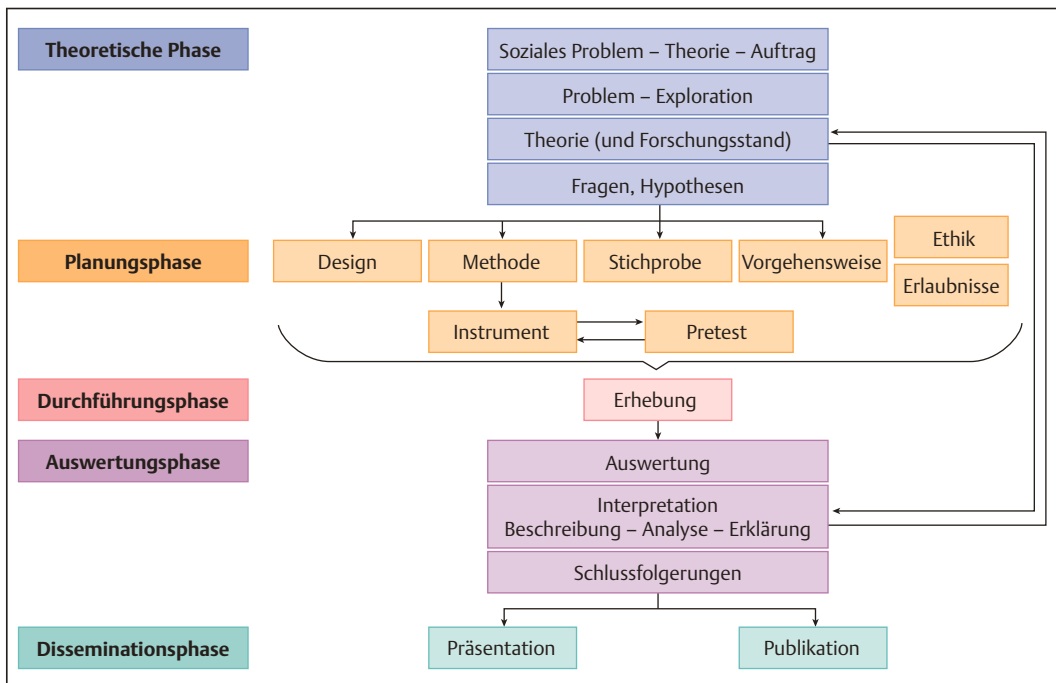 Theoretische Phase
Soziales Problem – Theorie – Auftrag
Problem – Exploration
Theorie (und Forschungsstand)
Fragen, Hypothesen
Planungsphase
Design
Methode
Stichprobe
Vorgehensweise
Ethik
Erlaubnisse
Instrument
Pretest
Durchführungsphase
Erhebung
Auswertungsphase
Auswertung
Interpretation
Beschreibung – Analyse – Erklärung
Schlussfolgerungen
Disseminationsphase
Präsentation
Publikation